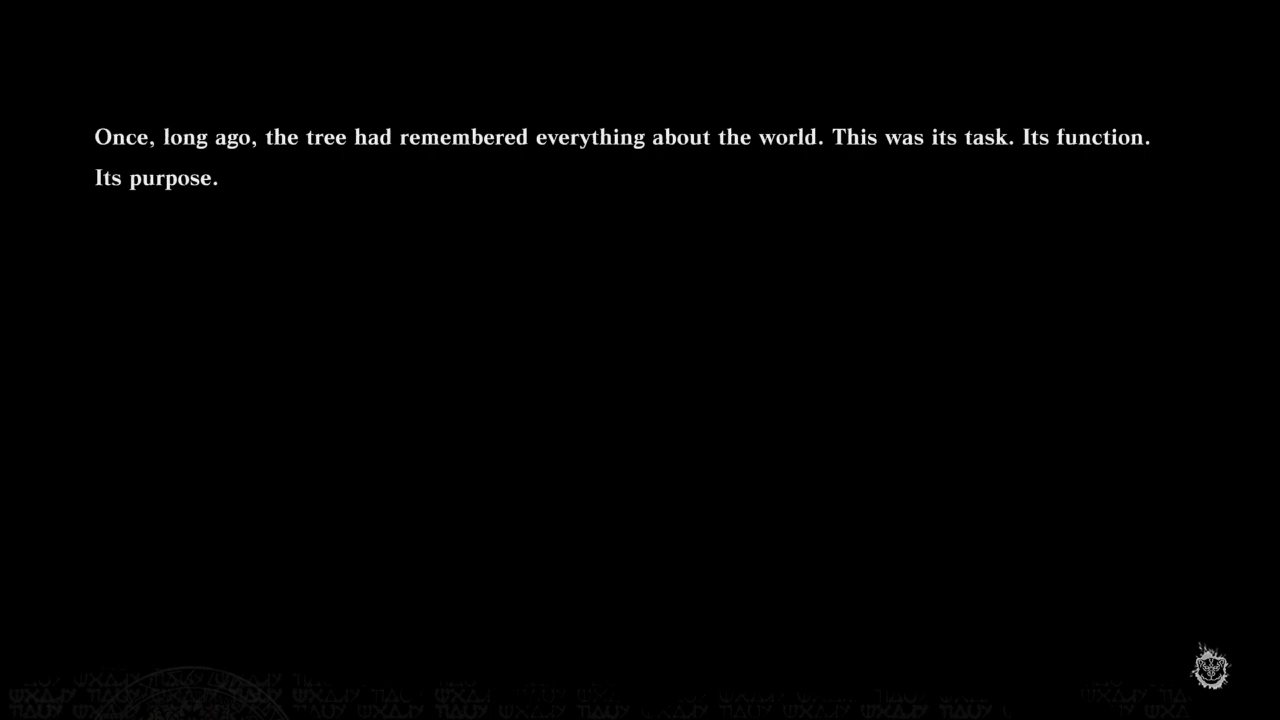 Once, long ago, the tree had remembered everything about the world. This was its task. Its function.
Its purpose.